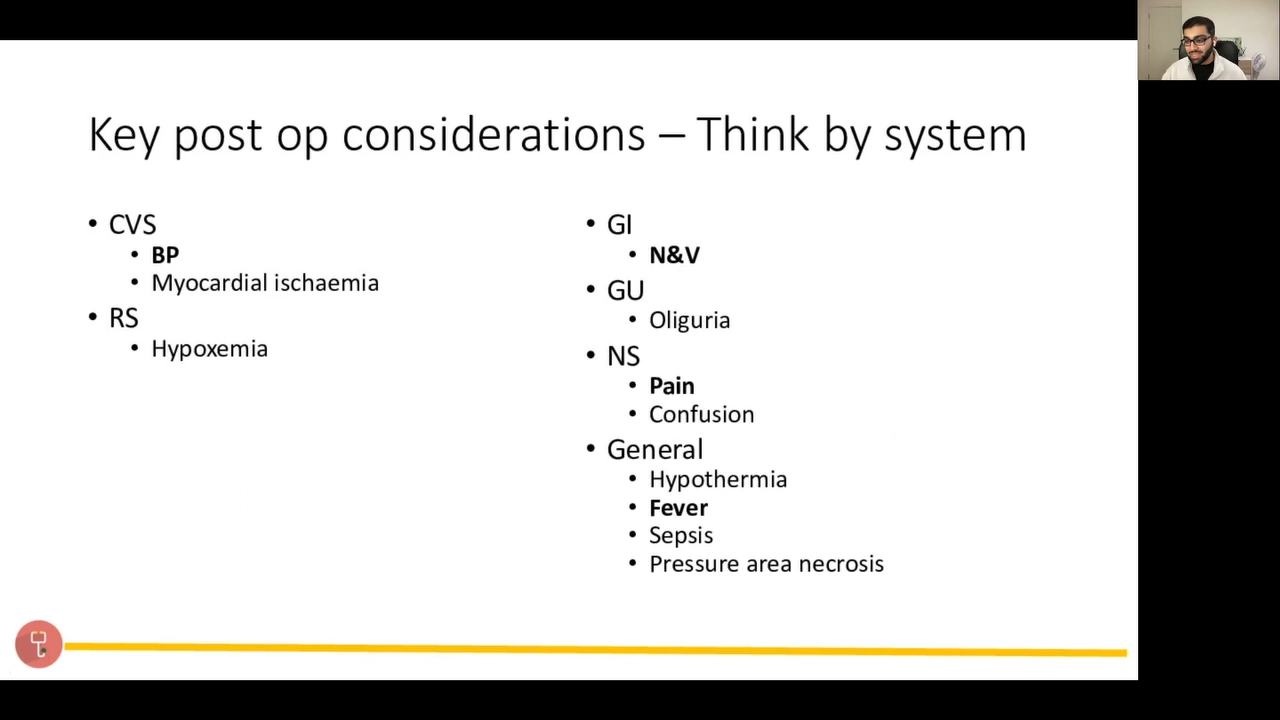 Key post op considerations – Think by system
• CVS
• BP
• Myocardial ischaemia
• RS
• Hypoxemia
• GI
• N&V
• GU
• Oliguria
• NS
• Pain
• Confusion
• General
• Hypothermia
• Fever
• Sepsis
• Pressure area necrosis